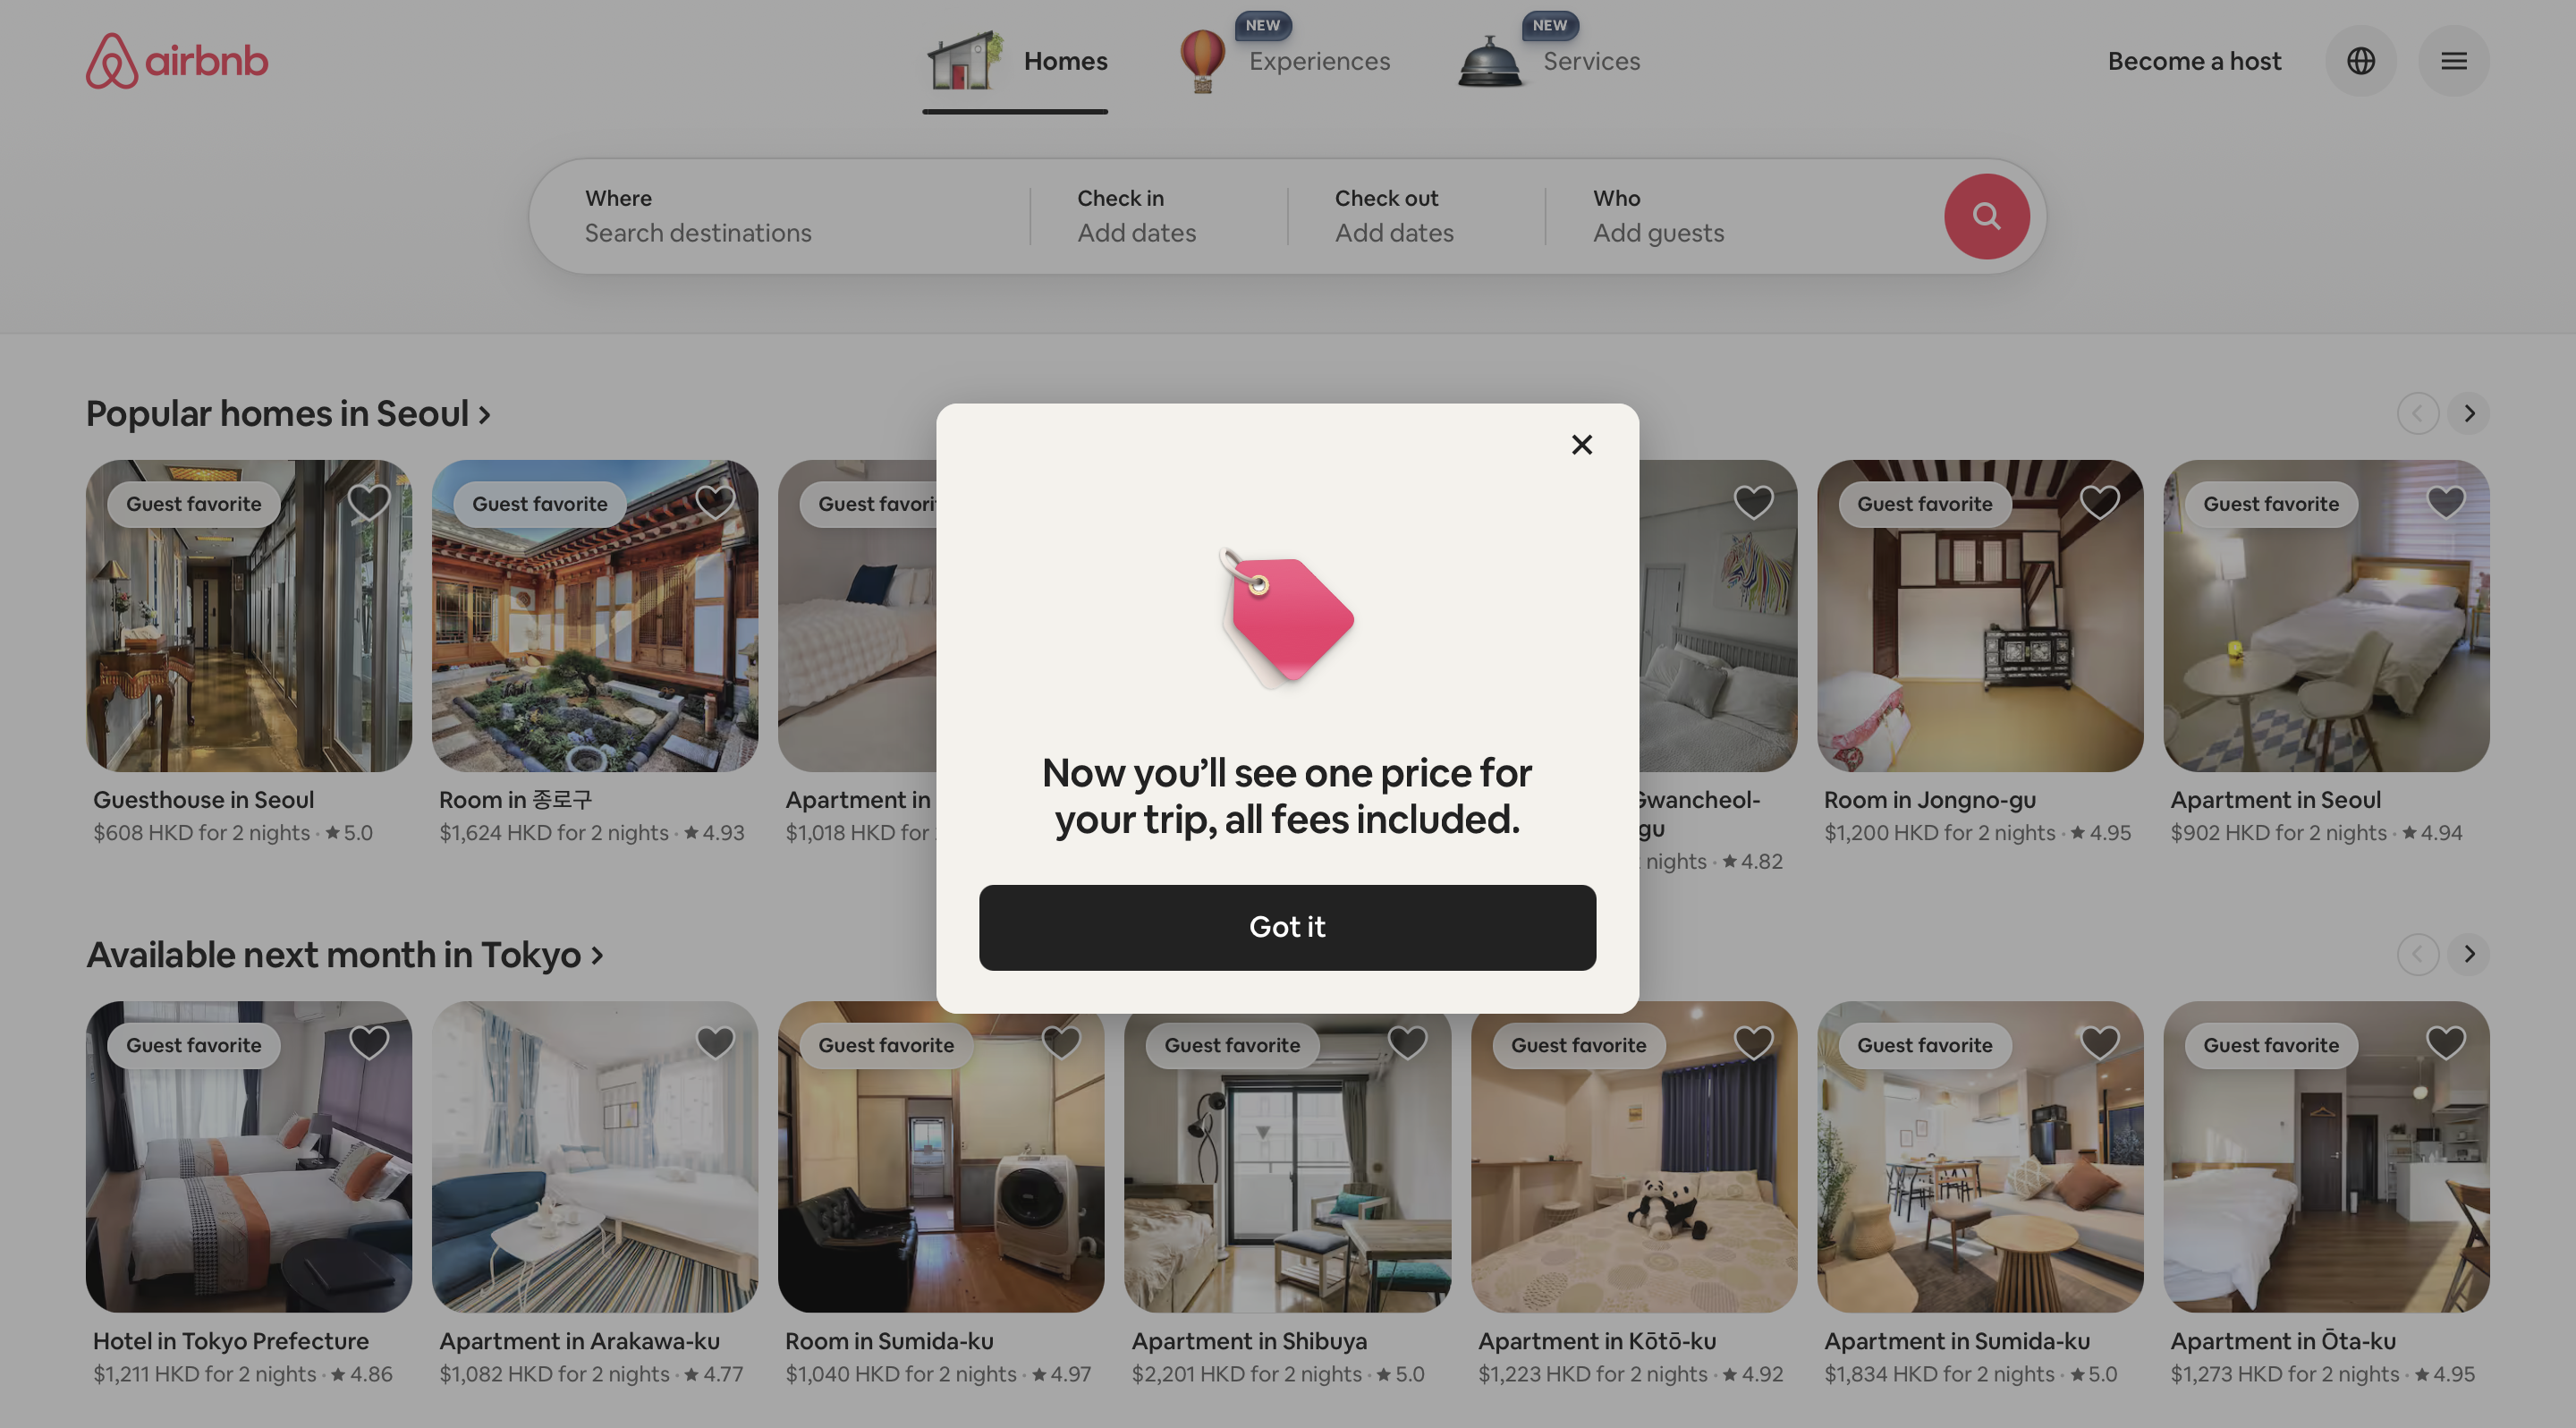 airbnb
Homes
NEW
Experiences
NEW
Services
Become a host
Where
Search destinations
Check in
Add dates
Check out
Add dates
Who
Add guests
Popular homes in Seoul
Guest favorite
Guesthouse in Seoul
$608 HKD for 2 nights · ★ 5.0
Guest favorite
Room in 종로구
$1,624 HKD for 2 nights · ★ 4.93
Guest
Apartment in
$1,018 HKD for
nights · ★ 4.82
Guest favorite
Room in Jongno-gu
$1,200 HKD for 2 nights · ★ 4.95
Guest favorite
Apartment in Seoul
$902 HKD for 2 nights · ★ 4.94
Now you’ll see one price for
your trip, all fees included.
Got it
Available next month in Tokyo
Guest favorite
Hotel in Tokyo Prefecture
$1,211 HKD for 2 nights · ★ 4.86
Apartment in Arakawa-ku
$1,082 HKD for 2 nights · ★ 4.77
Guest favorite
Room in Sumida-ku
$1,040 HKD for 2 nights · ★ 4.97
Guest favorite
Apartment in Shibuya
$2,201 HKD for 2 nights · ★ 5.0
Guest favorite
Apartment in Kōtō-ku
$1,223 HKD for 2 nights · ★ 4.92
Guest favorite
Apartment in Sumida-ku
$1,834 HKD for 2 nights · ★ 5.0
Guest favorite
Apartment in Ōta-ku
$1,273 HKD for 2 nights · ★ 4.95